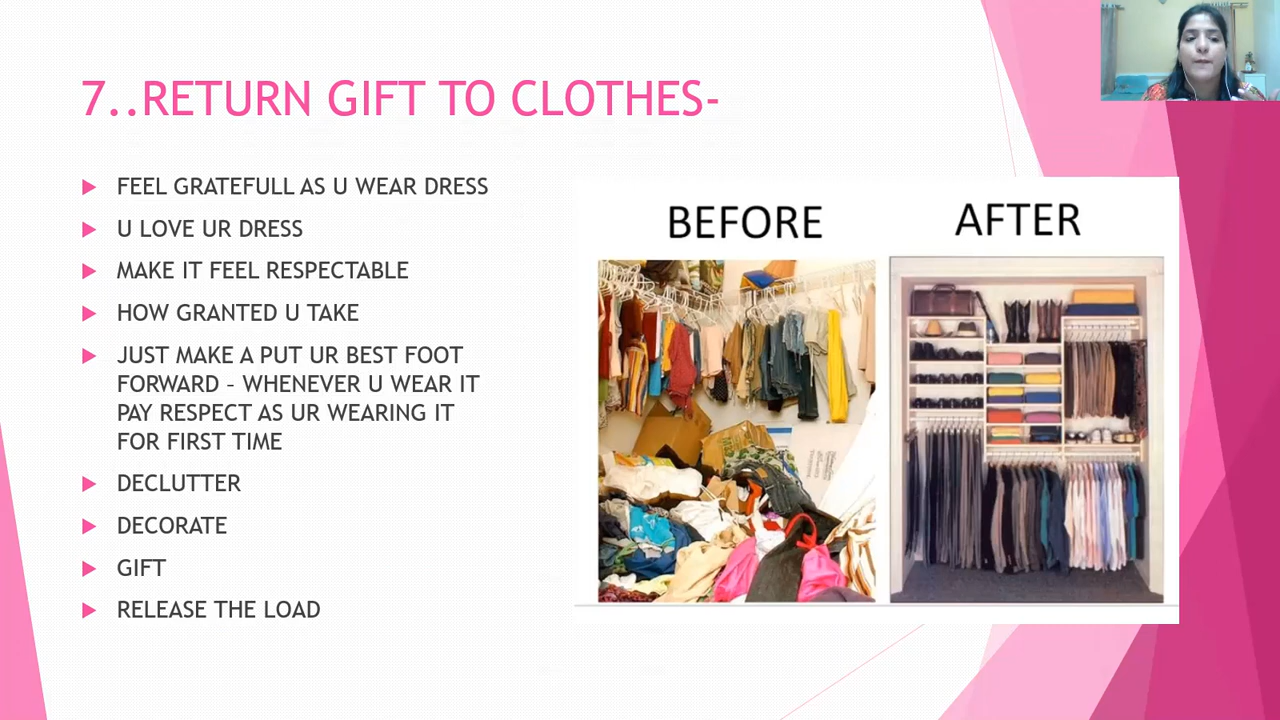 7..RETURN GIFT TO CLOTHES-
FEEL GRATEFULL AS U WEAR DRESS
U LOVE UR DRESS
MAKE IT FEEL RESPECTABLE
HOW GRANTED U TAKE
JUST MAKE A PUT UR BEST FOOT
FORWARD – WHENEVER U WEAR IT
PAY RESPECT AS UR WEARING IT
FOR FIRST TIME
DECLUTTER
DECORATE
GIFT
RELEASE THE LOAD
BEFORE
AFTER